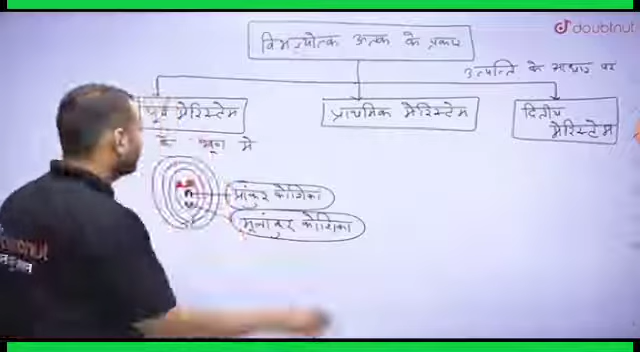 doubtnut
विभज्योतक ऊतक के प्रकार
उत्पत्ति के आधार पर
पूर्व मेरिस्टेम
प्राथमिक मेरिस्टेम
द्वितीय
मेरिस्टेम
के भ्रूण मे
प्रांकुर कोशिका
मूलांकुर कोशिका